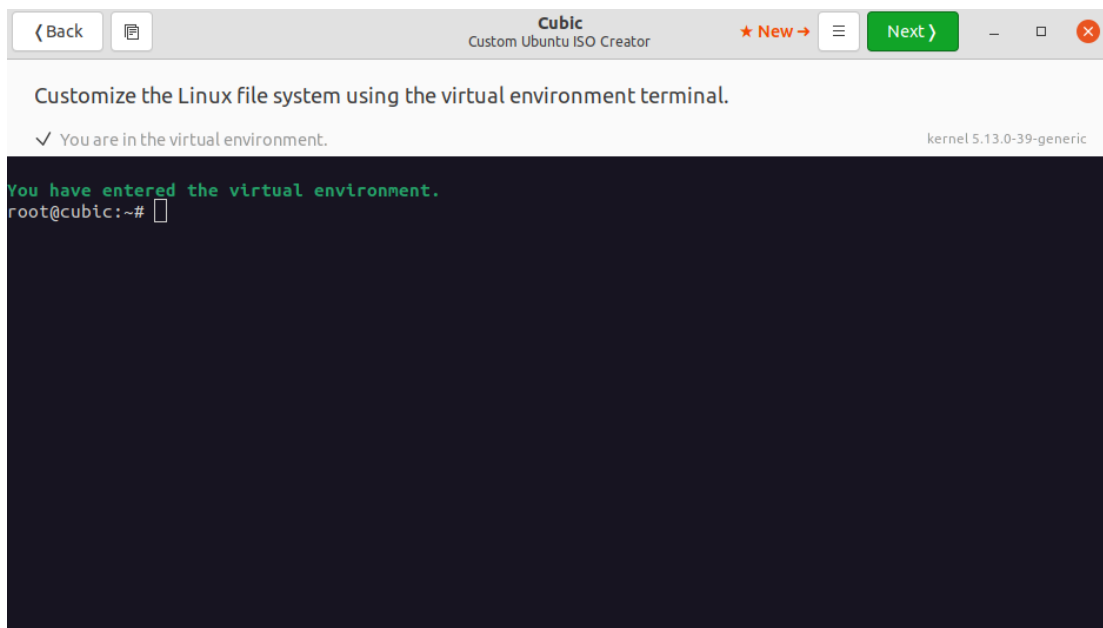 ❬Back
Cubic
Custom Ubuntu ISO Creator
★ New →
Next❭
Customize the Linux file system using the virtual environment terminal.
✓ You are in the virtual environment.
kernel 5.13.0-39-generic
You have entered the virtual environment.
root@cubic:~#